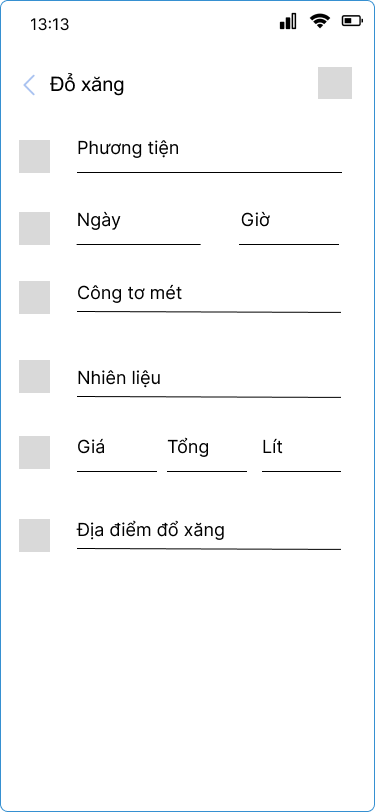 13:13
Đổ xăng
Phương tiện
Ngày Giờ
Công tơ mét
Nhiên liệu
Giá Tổng Lít
Địa điểm đổ xăng